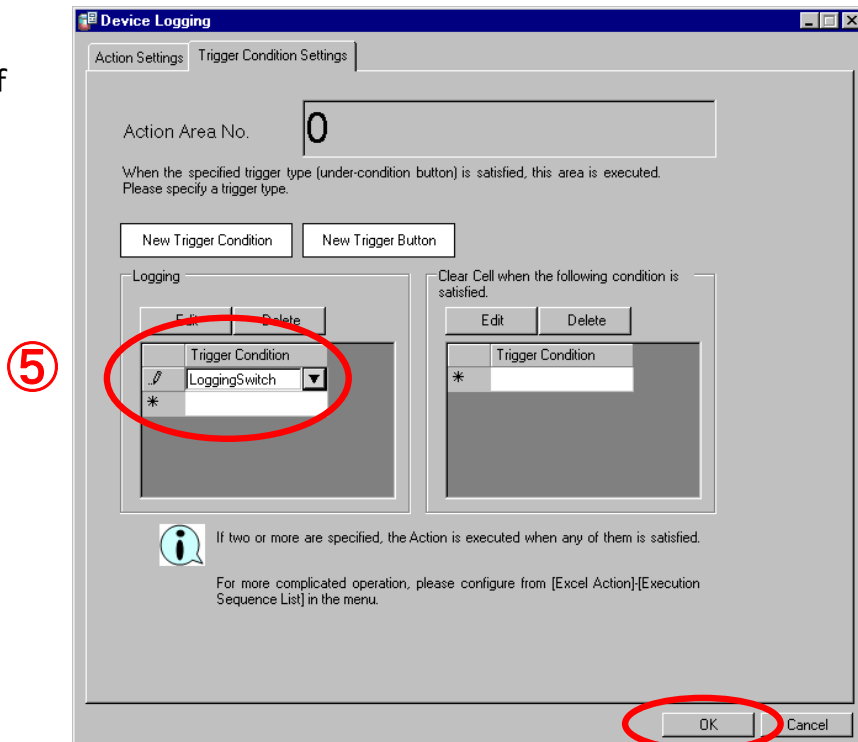 Device Logging
f
Action Settings Trigger Condition Settings
Action Area No. 0
When the specified trigger type (under-condition button) is satisfied, this area is executed.
Please specify a trigger type.
New Trigger Condition New Trigger Button
Logging
Edit Delete
Trigger Condition
LoggingSwitch
*
Clear Cell when the following condition is
satisfied.
Edit Delete
Trigger Condition
*
⑤
If two or more are specified, the Action is executed when any of them is satisfied.
For more complicated operation, please configure from [Excel Action]-[Execution
Sequence List] in the menu.
OK Cancel